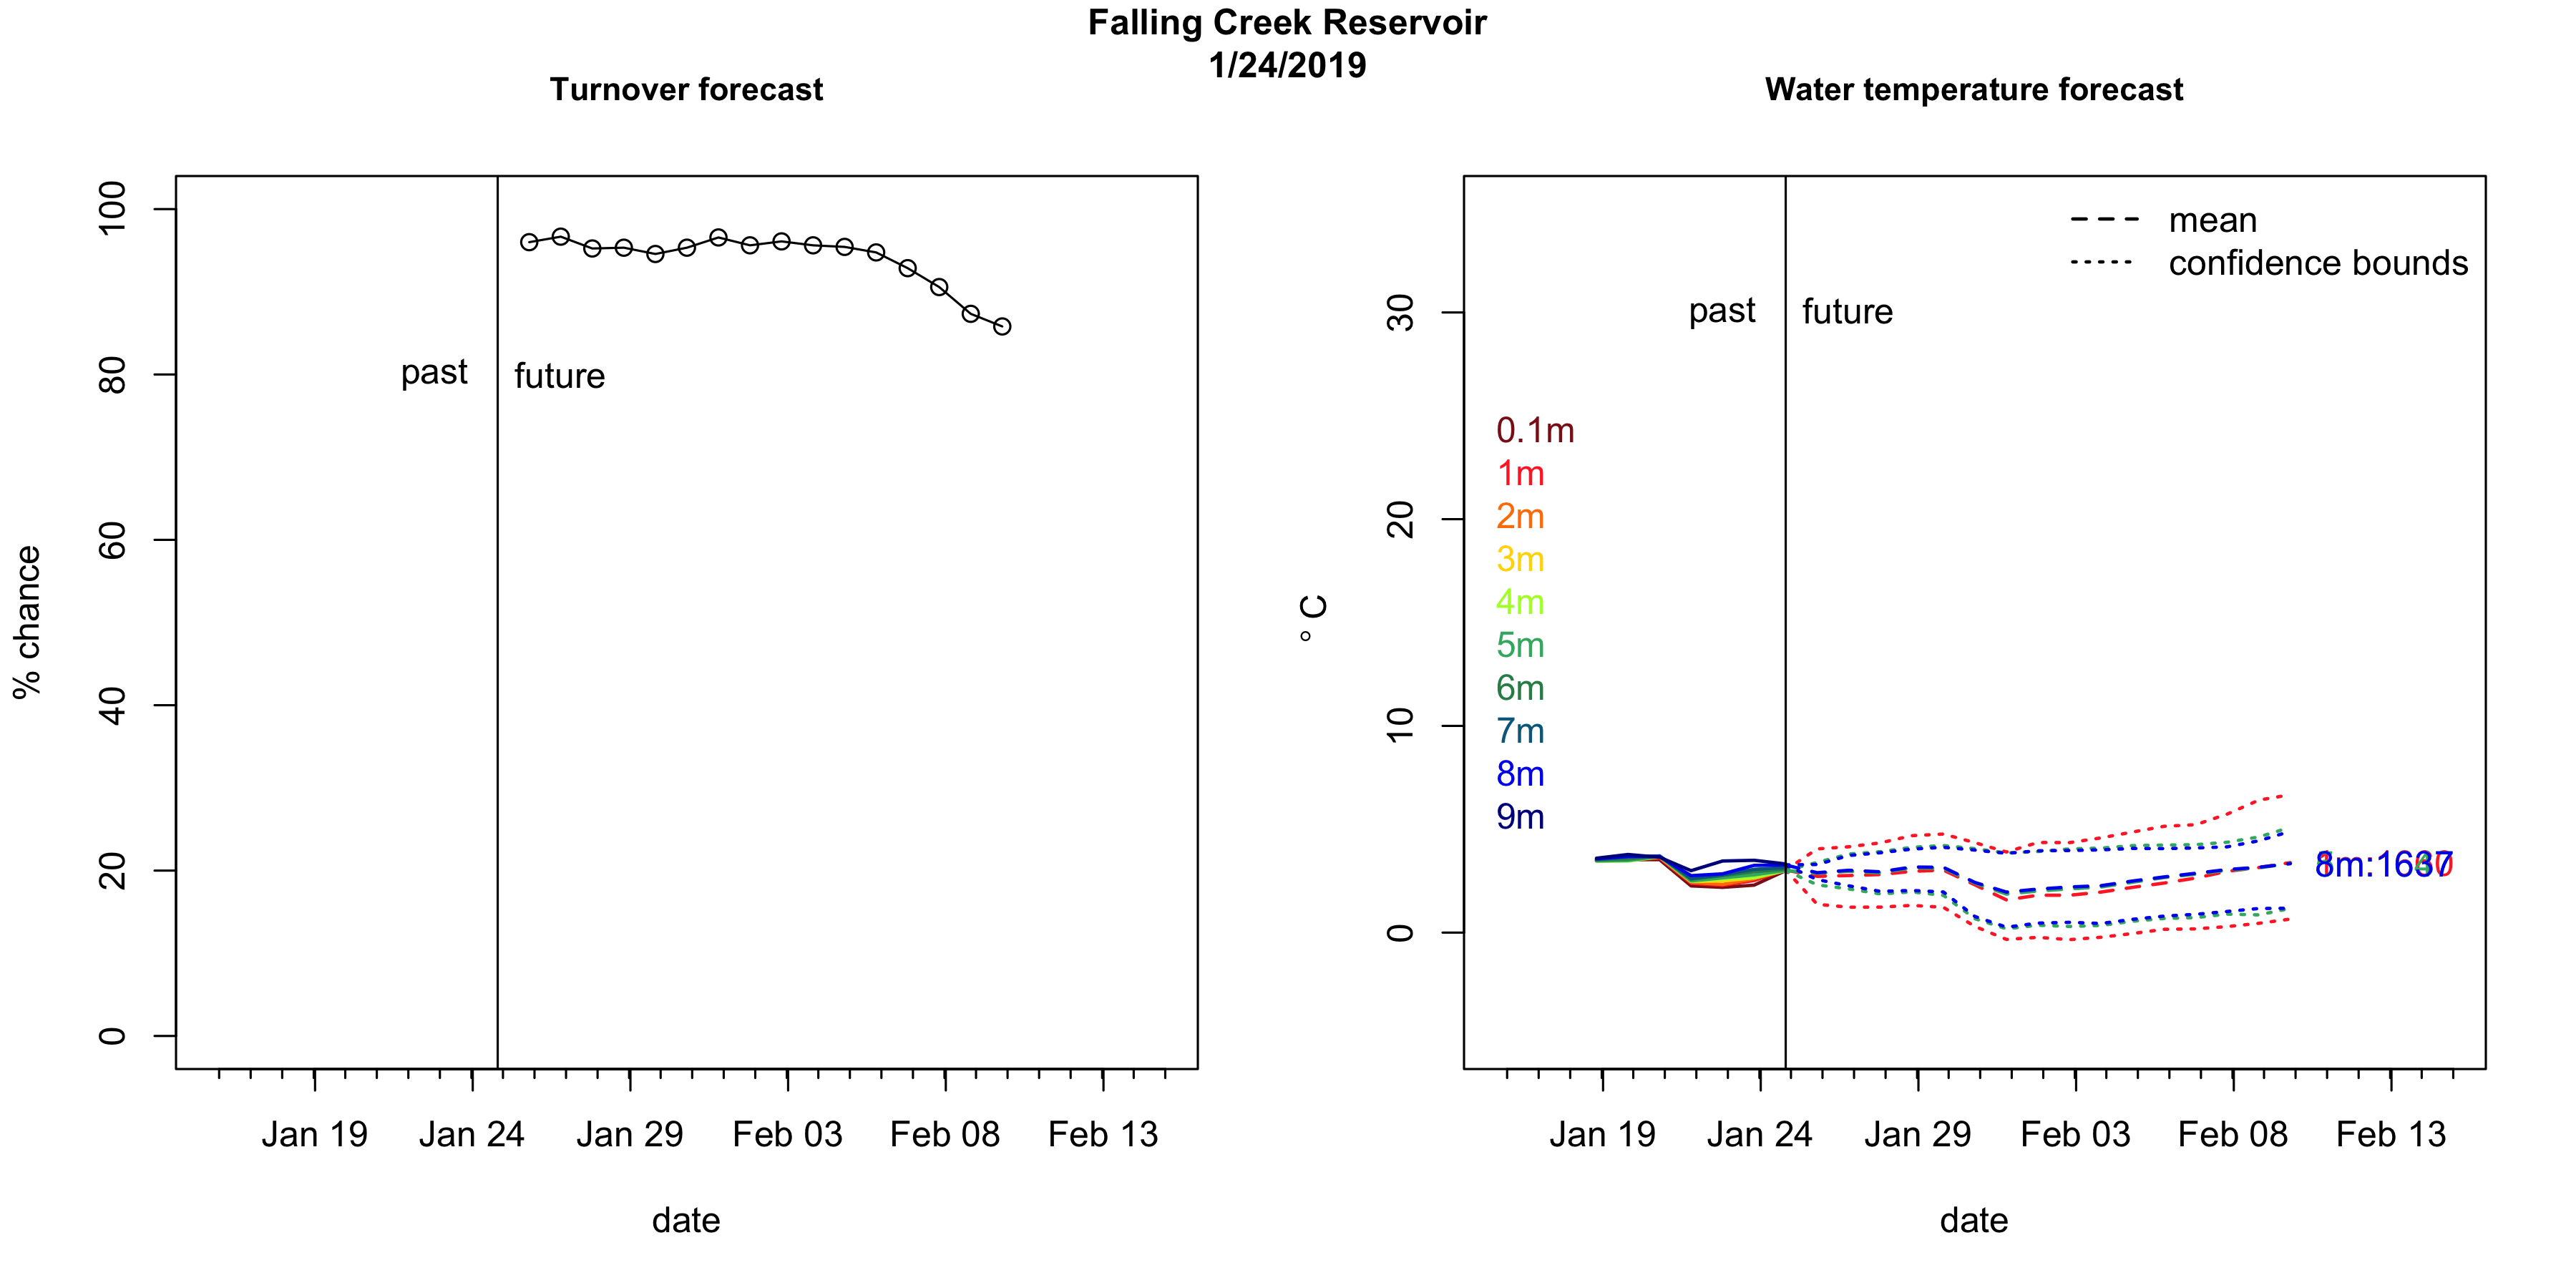 Falling Creek Reservoir
1/24/2019
Turnover forecast
% chance
100
80
60
40
20
0
past
future
Jan 19
Jan 24
Jan 29
Feb 03
Feb 08
Feb 13
date
Water temperature forecast
° C
30
20
10
0
mean
confidence bounds
past
future
0.1m
1m
2m
3m
4m
5m
6m
7m
8m
9m
Jan 19
Jan 24
Jan 29
Feb 03
Feb 08
Feb 13
date